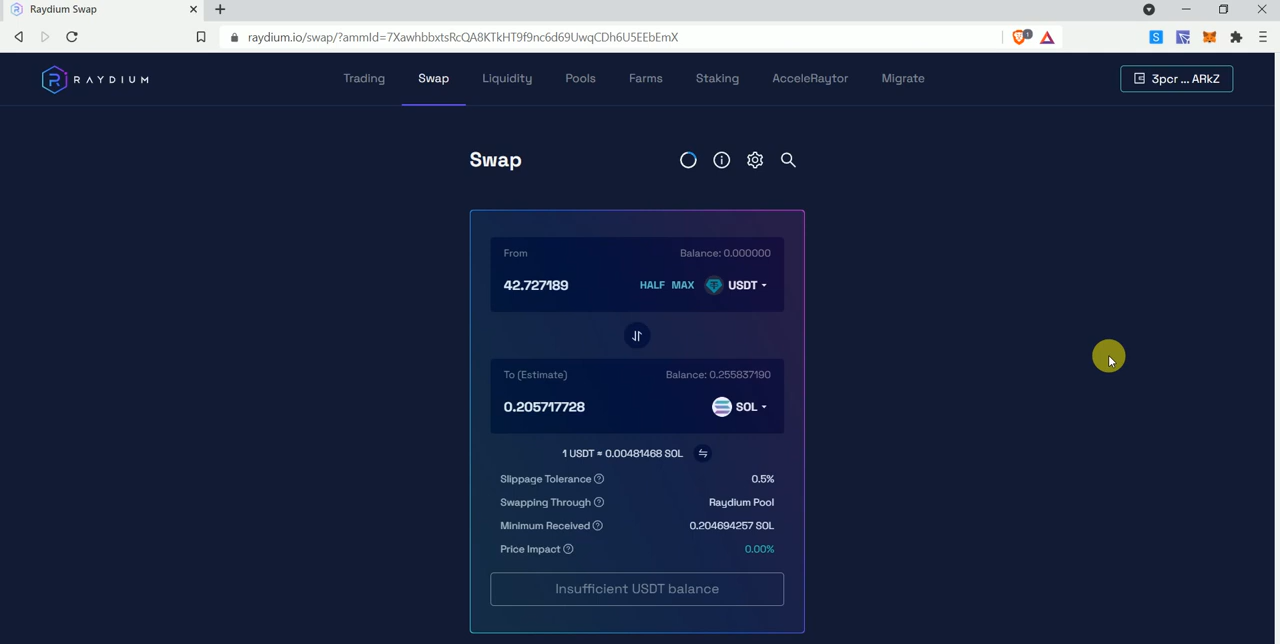 Raydium Swap
raydium.io/swap/?ammId=7XawhbbxtsRcQA8KTkHT9f9nc6d69UwqCDh6U5EEbEmX
1
S
RAYDIUM
Trading Swap Liquidity Pools Farms Staking AcceleRaytor Migrate
3pcr ... ARkZ
Swap
From Balance: 0.000000
42.727189 HALF MAX USDT
To (Estimate) Balance: 0.255837190
0.205717728 SOL
1 USDT ≈ 0.00481468 SOL
Slippage Tolerance 0.5%
Swapping Through Raydium Pool
Minimum Received 0.204694257 SOL
Price Impact 0.00%
Insufficient USDT balance